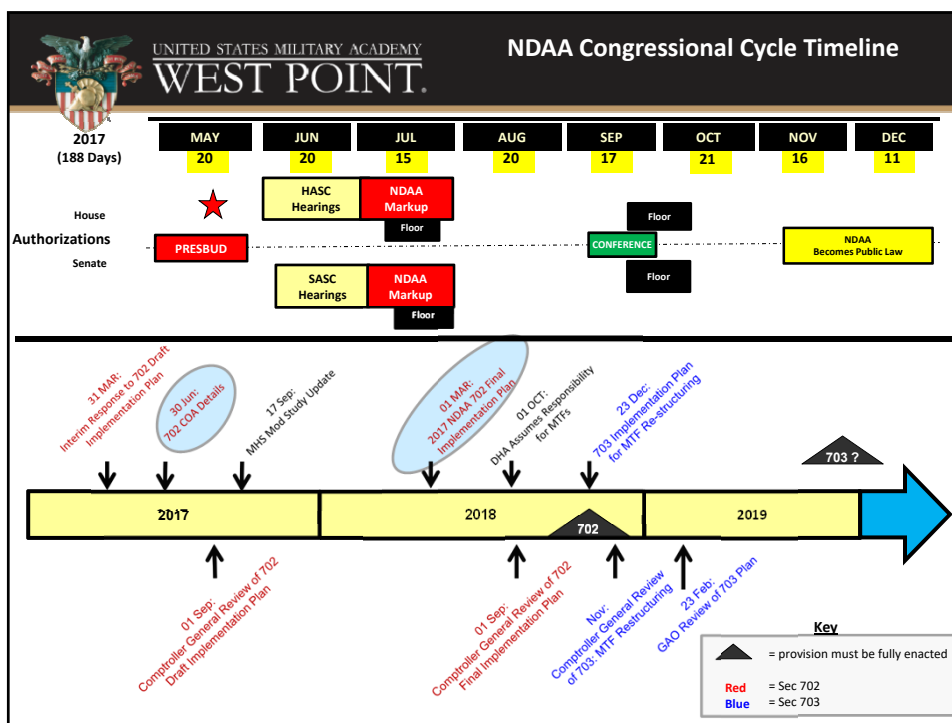 NDAA Congressional Cycle Timeline
UNITED STATES MILITARY ACADEMY
WEST POINT.
2017
(188 Days)
MAY
JUN
JUL
AUG
SEP
OCT
NOV
DEC
20
20
15
20
17
21
16
11
House
Authorizations
Senate
HASC
Hearings
NDAA
Markup
Floor
PRESBUD
CONFERENCE
Floor
Floor
NDAA
Becomes Public Law
SASC
Hearings
NDAA
Markup
Floor
31 MAR:
Interim Response to 702 Draft
Implementation Plan
30 Jun:
702 COA Details
17 Sep:
MHS Mod Study Update
01 MAR:
2017 NDAA 702 Final
Implementation Plan
01 OCT:
DHA Assumes Responsibility
for MTFs
23 Dec:
703 Implementation Plan
for MTF Re-structuring
703 ?
2017
2018
702
2019
01 Sep:
Comptroller General Review of 702
Draft Implementation Plan
01 Sep:
Comptroller General Review of 702
Final Implementation Plan
Nov:
Comptroller General Review
of 703: MTF Restructuring
23 Feb:
GAO Review of 703 Plan
Key
= provision must be fully enacted
Red = Sec 702
Blue = Sec 703